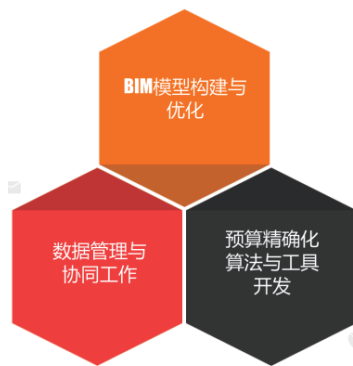 BIM模型构建与
优化
数据管理与
协同工作
预算精确化
算法与工具
开发